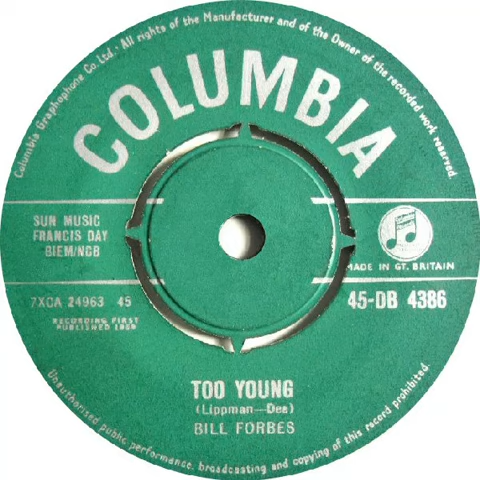 Columbia Graphophone Co. Ltd. · All rights of the Manufacturer and of the Owner of the recorded work reserved.
COLUMBIA
SUN MUSIC
FRANCIS DAY
BIEM/NCB
MADE IN GT. BRITAIN
7XCA 24963 45
45-DB 4386
RECORDING FIRST
PUBLISHED 1959
TOO YOUNG
(Lippman—Dee)
BILL FORBES
Unauthorised public performance, broadcasting and copying of this record prohibited.